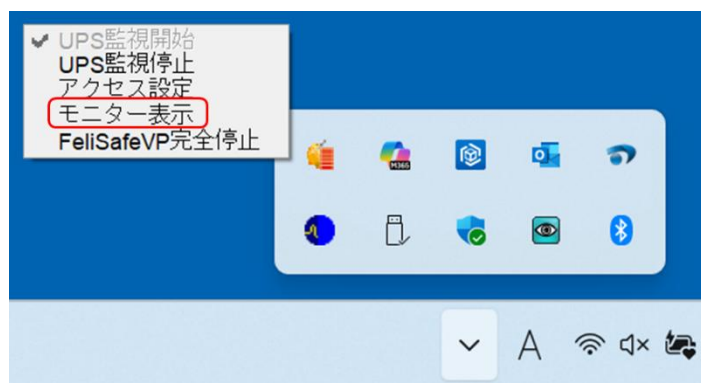 UPS監視開始
UPS監視停止
アクセス設定
モニター表示
FeliSafeVP完全停止
M365
A